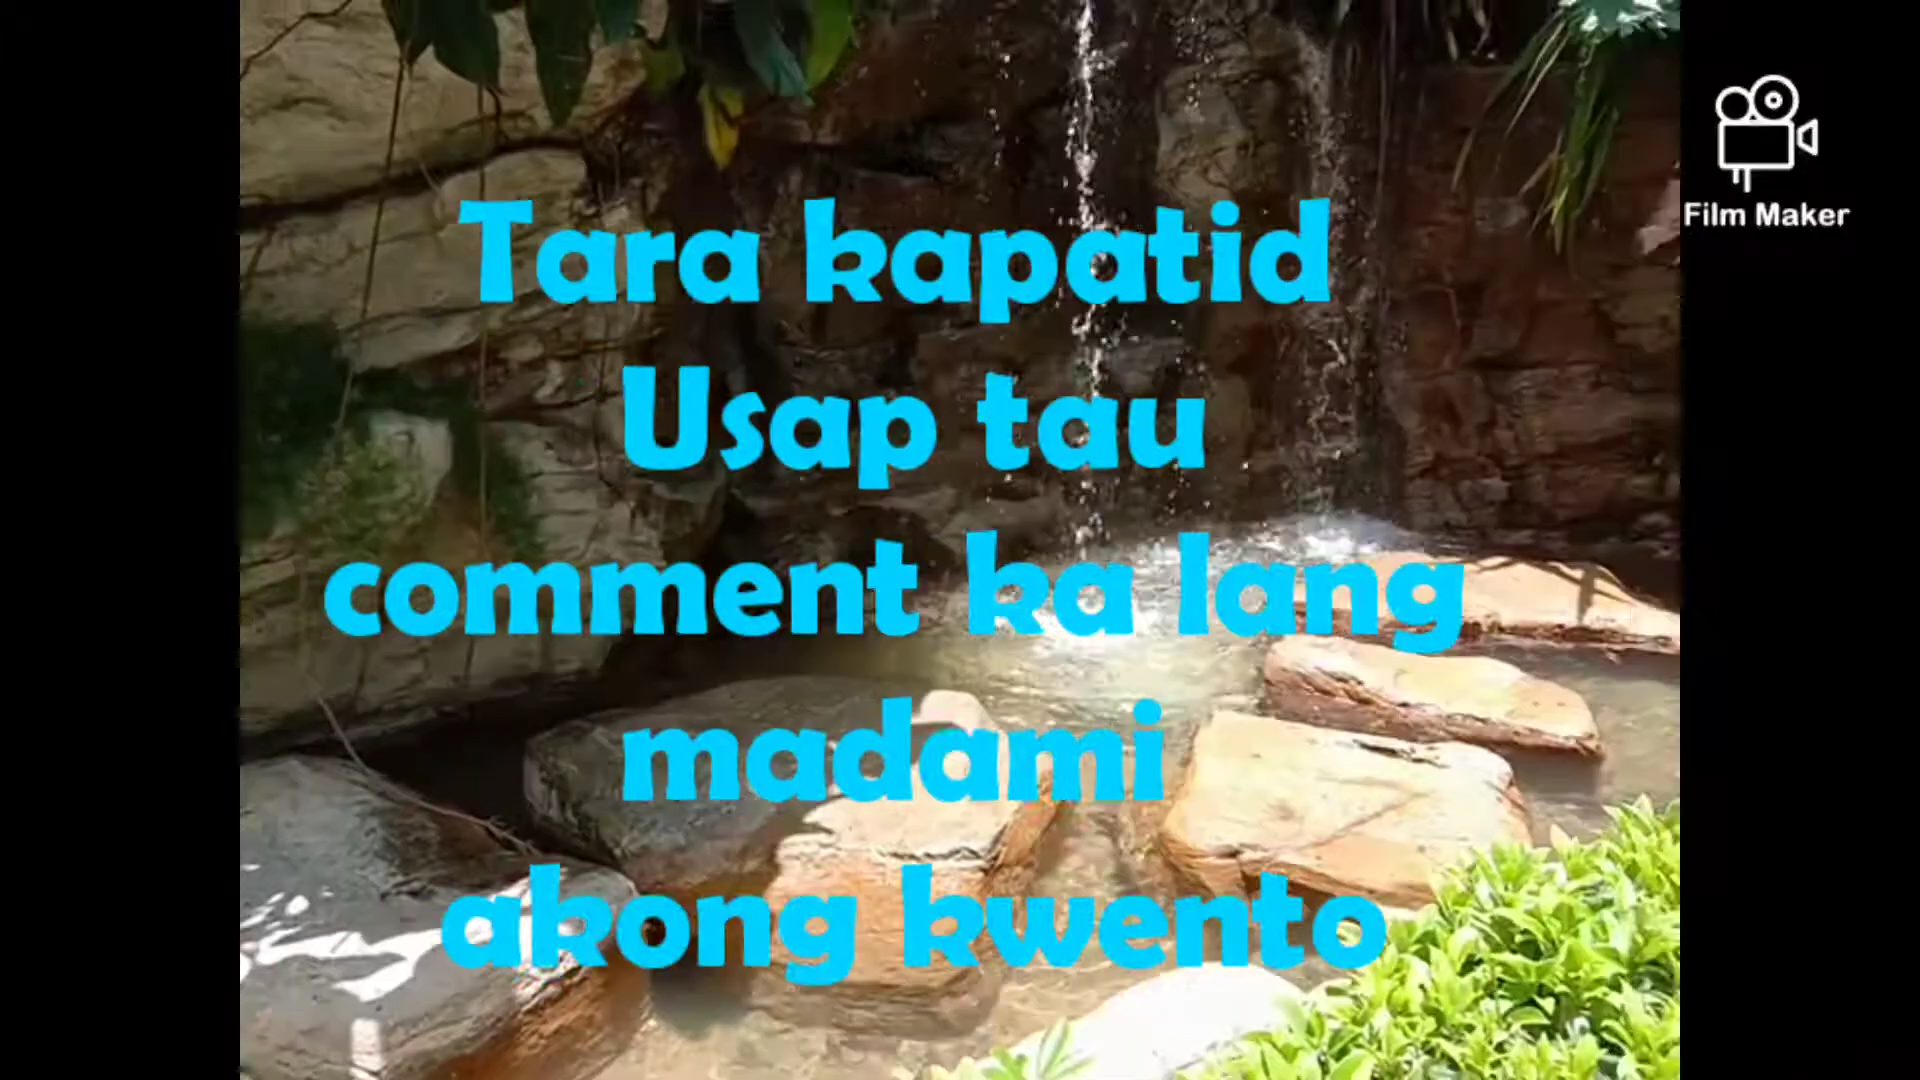 Tara kapatid
Usap tau
comment ka lang
madami
akong kwento
Film Maker